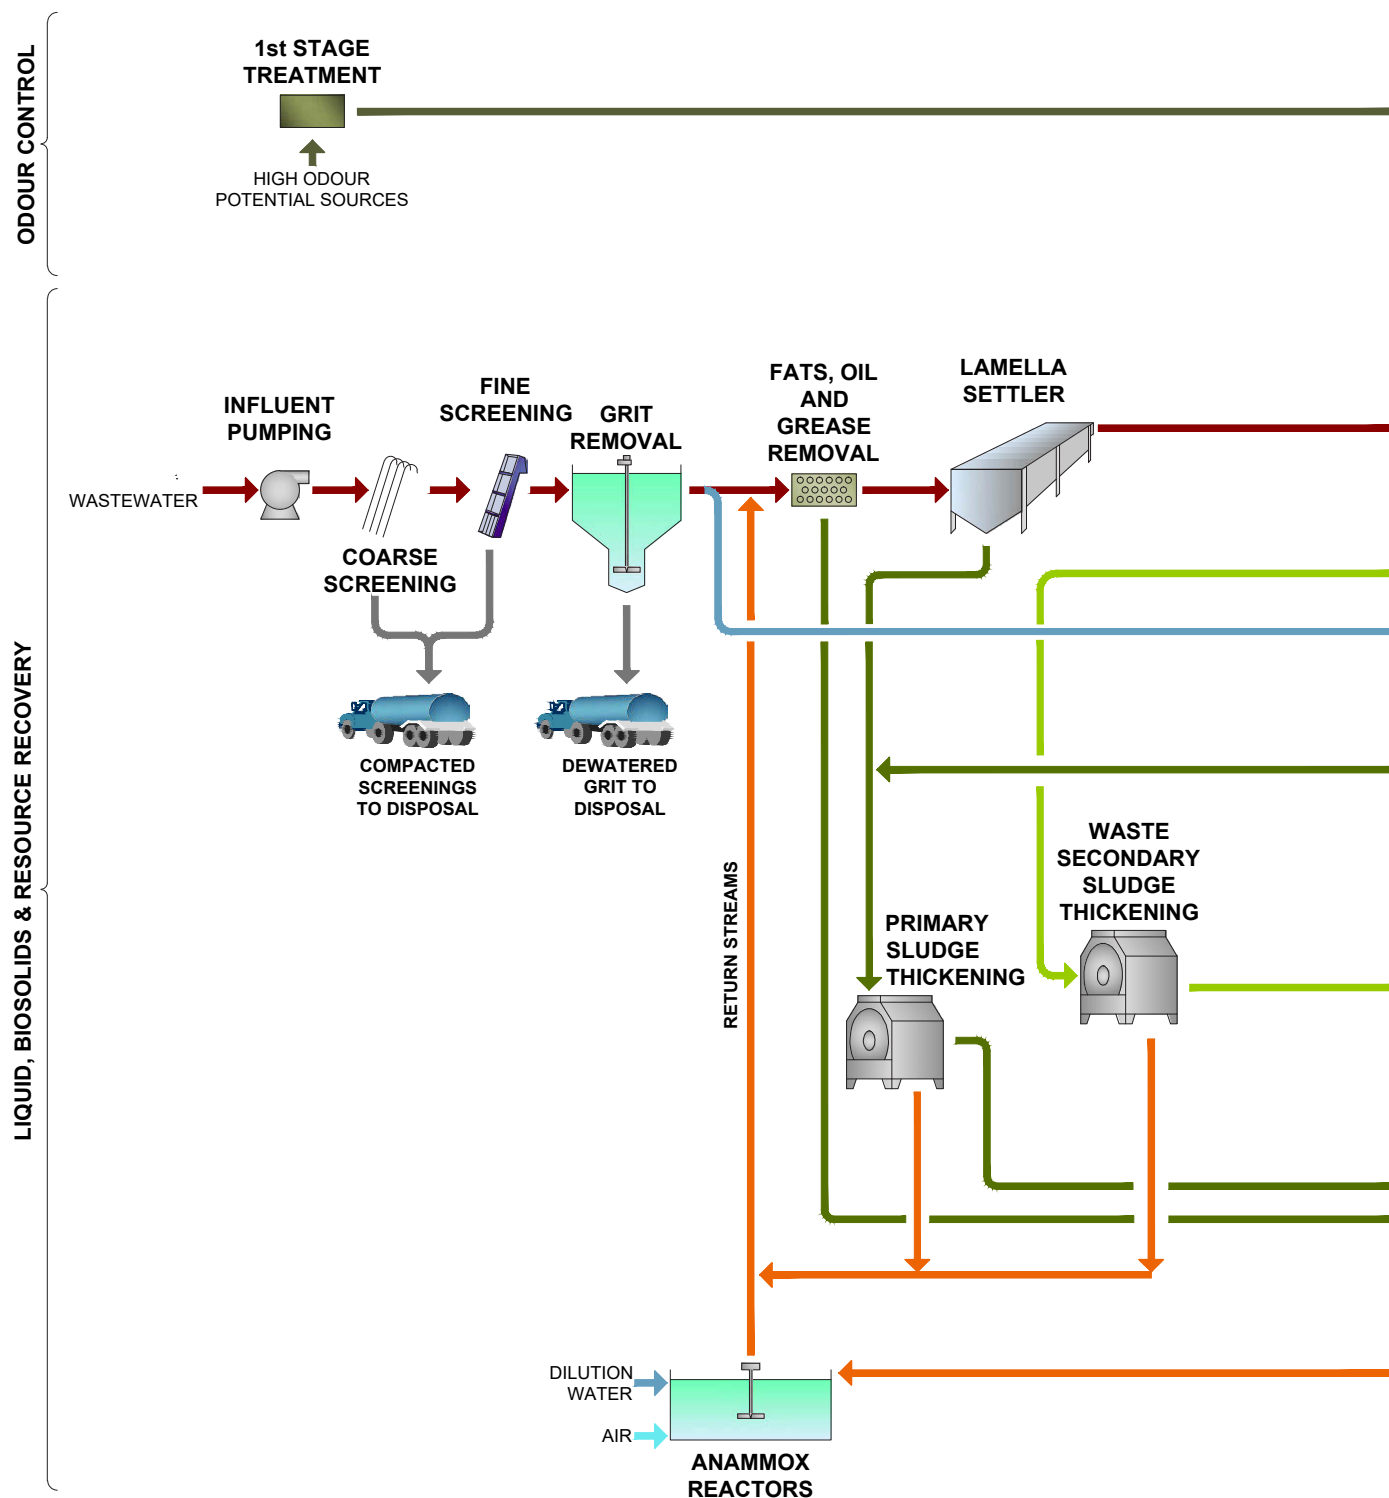 ODOUR CONTROL
1st STAGE
TREATMENT
HIGH ODOUR
POTENTIAL SOURCES
LIQUID, BIOSOLIDS & RESOURCE RECOVERY
WASTEWATER
INFLUENT
PUMPING
COARSE
SCREENING
FINE
SCREENING
GRIT
REMOVAL
FATS, OIL
AND
GREASE
REMOVAL
LAMELLA
SETTLER
COMPACTED
SCREENINGS
TO DISPOSAL
DEWATERED
GRIT TO
DISPOSAL
RETURN STREAMS
PRIMARY
SLUDGE
THICKENING
WASTE
SECONDARY
SLUDGE
THICKENING
DILUTION
WATER
AIR
ANAMMOX
REACTORS